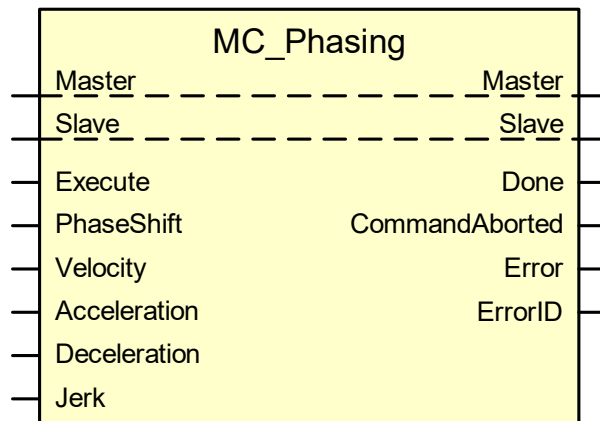 MC_Phasing
Master Master
Slave Slave
Execute Done
PhaseShift CommandAborted
Velocity Error
Acceleration ErrorID
Deceleration
Jerk